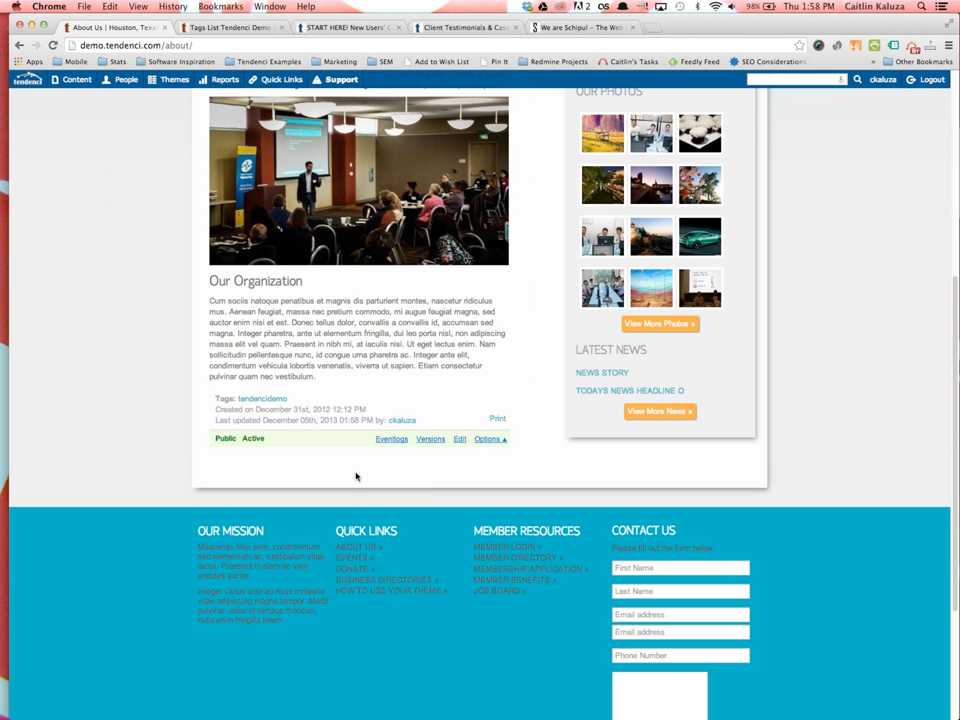 Chrome File Edit View History Bookmarks Window Help 2 98% Thu 1:58 PM Caitlin Kaluza
About Us | Houston, Texas Tags List Tendenci Demo START HERE! New Users' G Client Testimonials & Cas We are Schipul — The Web
demo.tendenci.com/about/
Apps Mobile Stuffs Software Inspiration Tendenci Examples Marketing SEM Add to Wish List Pin It Redmine Projects Caitlin's Tasks Feedly Feed SEO Consideration » Other Bookmarks
tendenci Content People Themes Reports Quick Links Support ckaluza Logout
OUR PHOTOS
View More Photos »
LATEST NEWS
NEWS STORY
TODAYS NEWS HEADLINE O
View More News »
Our Organization
Cum sociis natoque penatibus et magnis dis parturient montes, nascetur ridiculus
mus. Aenean feugiat, massa nec pretium commodo, mi augue feugiat magna, sed
auctor enim nisi et est. Donec tellus dolor, convallis a convallis id, accumsan sed
magna. Integer pharetra, ante ut elementum fringilla, dui leo porta nisl, non adipiscing
massa elit vel quam. Praesent in nibh mi, at iaculis nisi. Ut eget lectus enim. Nam
sollicitudin pellentesque nunc, id congue urna pharetra ac. Integer ante elit,
condimentum vehicula lobortis venenatis, viverra ut sapien. Etiam consectetur
pulvinar quam nec vestibulum.
Tags: tendencidemo
Created on December 31st, 2012 12:12 PM
Last updated December 05th, 2013 01:58 PM by: ckaluza
Print
Public Active Eventlogs Versions Edit Options ▲
OUR MISSION
Maecenas felis sem, condimentum
sed elementum ac, vestibulum vitae
lacus. Praesent in diam ac velit
sodales auctor.
Integer varius ante eu risus molestie
vitae adipiscing magna tempor. Morbi
pulvinar, dolor et tempus rhoncus,
nulla enim fringilla lorem
QUICK LINKS
ABOUT US »
EVENTS »
DONATE »
BUSINESS DIRECTORIES »
HOW TO USE YOUR THEME »
MEMBER RESOURCES
MEMBER LOGIN »
MEMBER DIRECTORY »
MEMBERSHIP APPLICATION »
MEMBER BENEFITS »
JOB BOARD »
CONTACT US
Please fill out the form below:
First Name
Last Name
Email address
Email address
Phone Number